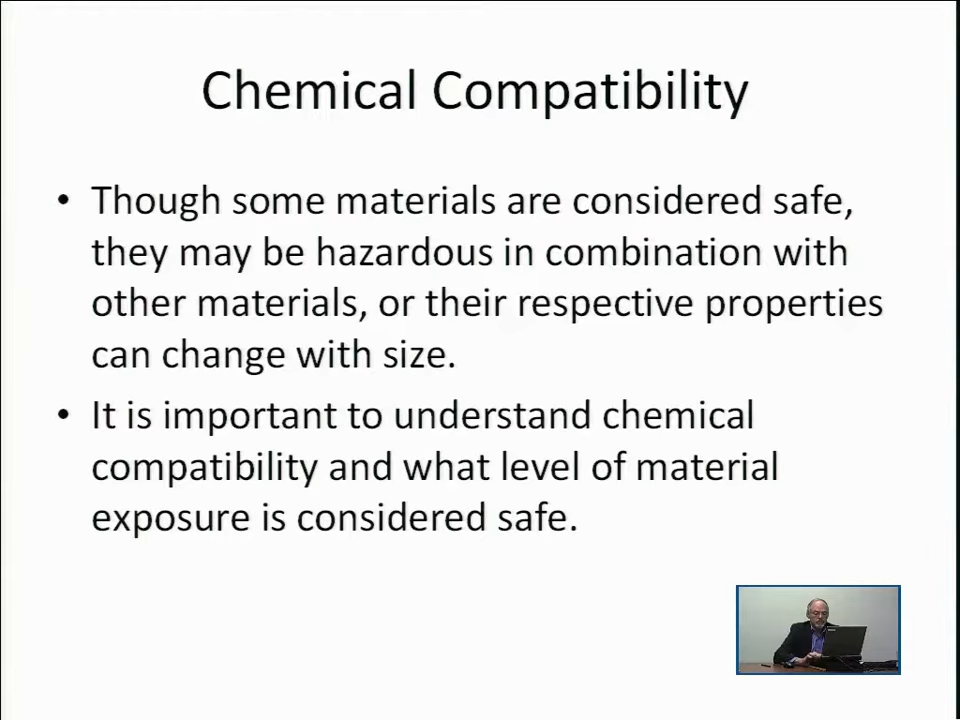 Chemical Compatibility
• Though some materials are considered safe,
they may be hazardous in combination with
other materials, or their respective properties
can change with size.
• It is important to understand chemical
compatibility and what level of material
exposure is considered safe.